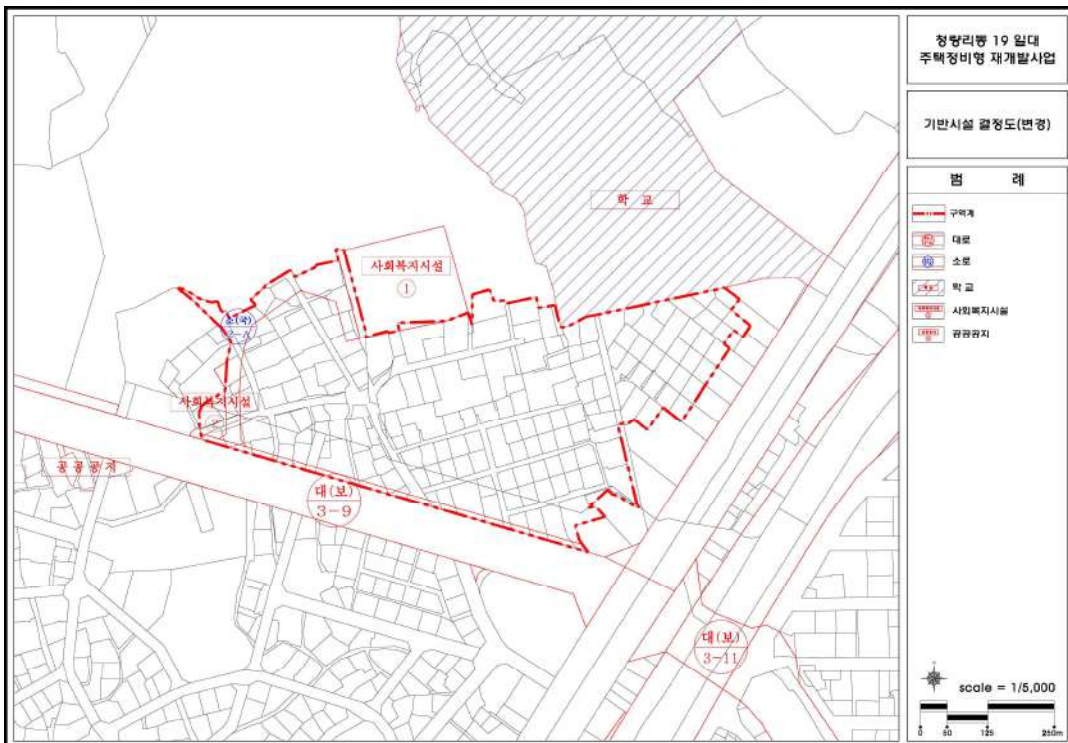 청량리동 19 일대
주택정비형 재개발사업
기반시설 결정도(변경)
범 례
구역계
대로
소로
학교
사회복지시설
공공공지
scale = 1/5,000
0 50 125 250m
학 교
사회복지시설
①
소(국)
2-A
사회복지시설
2
공공공지
대(보)
3-9
대(보)
3-11